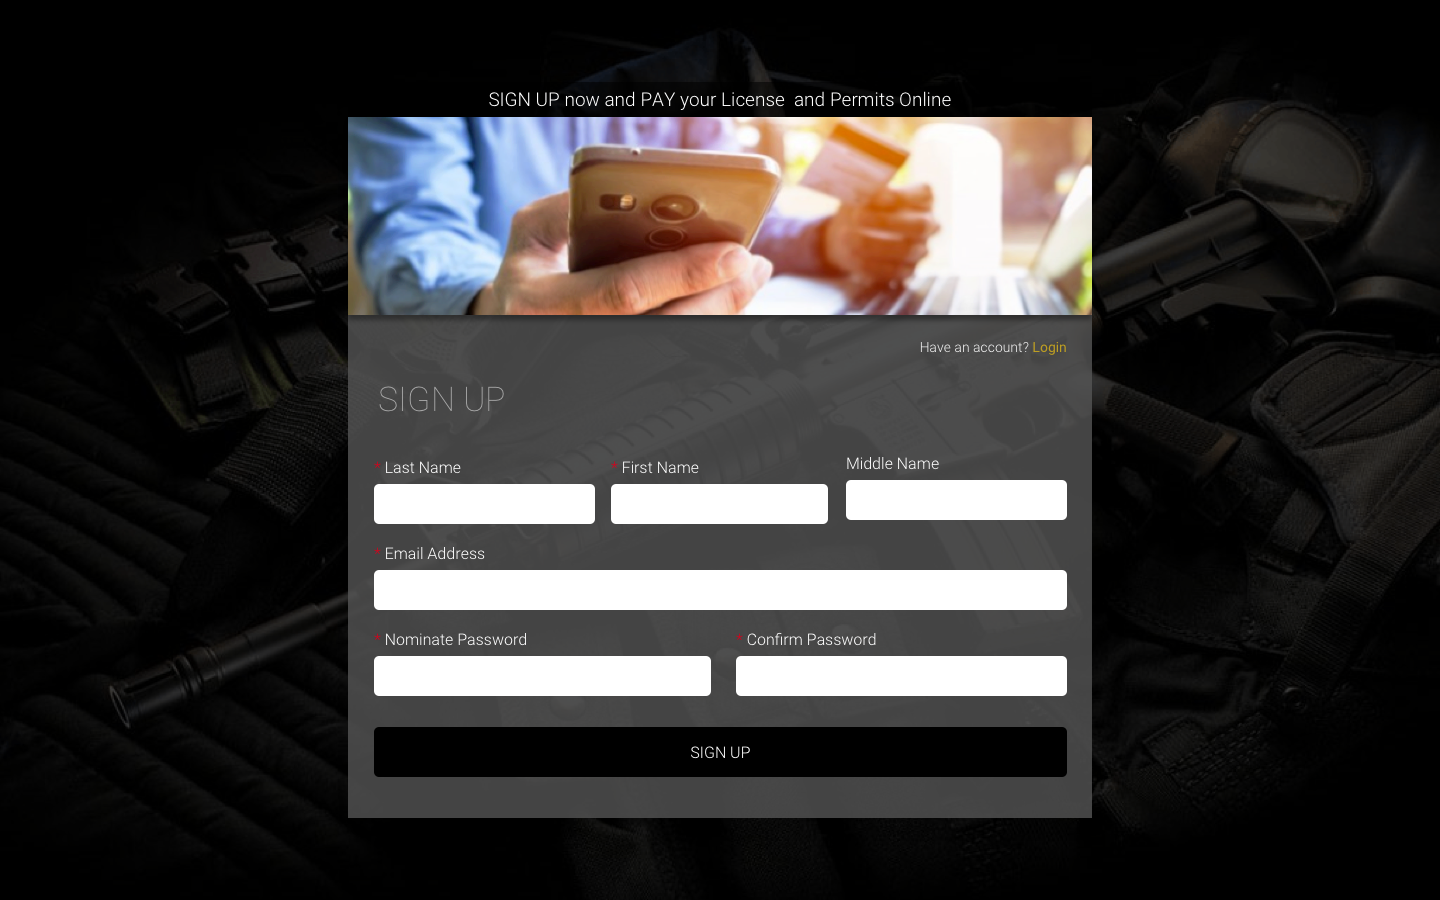 SIGN UP now and PAY your License  and Permits Online
Have an account? Login
SIGN UP
* Last Name
* First Name
Middle Name
* Email Address
* Nominate Password
* Confirm Password
SIGN UP